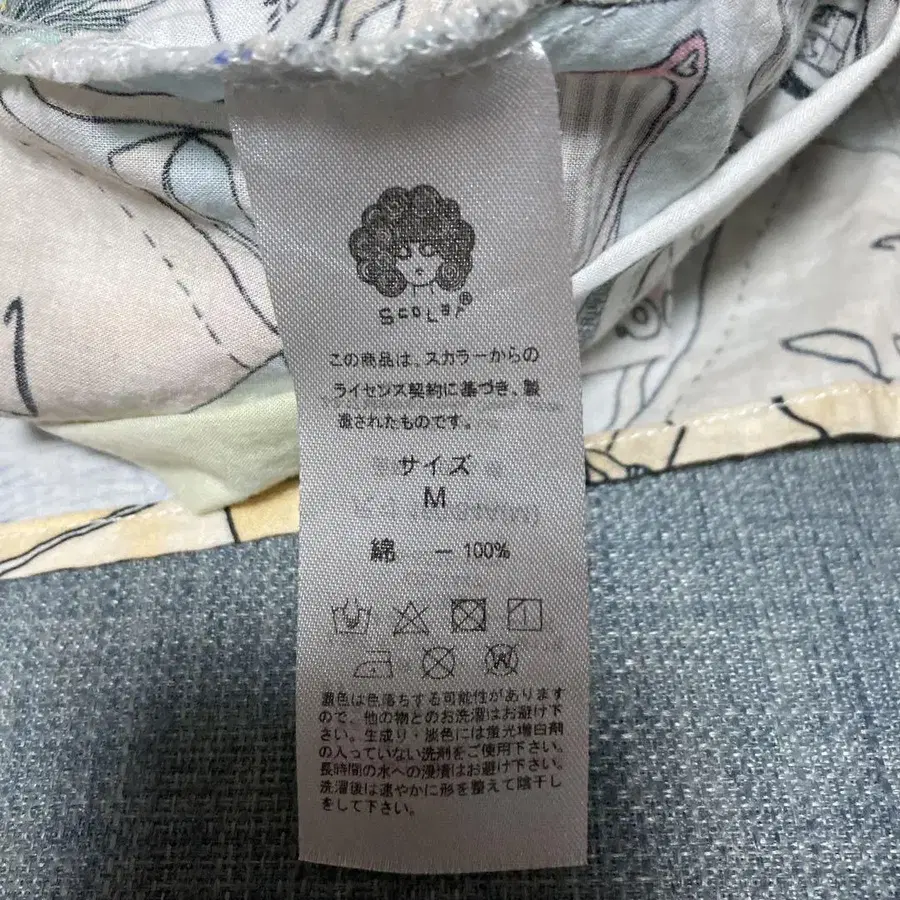 ScoLaR®
この商品は、スカラーからの
ライセンス契約に基づき、製
造されたものです。
サイズ
M
綿 ー 100%
濃色は色落ちする可能性があります
ので、他の物とのお洗濯はお避け下
さい。生成り・淡色には蛍光増白剤
の入っていない洗剤をご使用下さい。
長時間の水への浸漬はお避け下さい。
洗濯後は速やかに形を整えて陰干し
をして下さい。